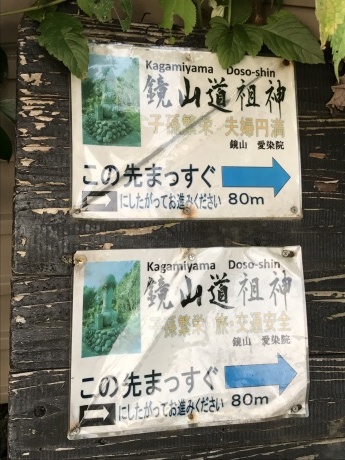 Kagamiyama Doso-shin
鏡山道祖神
子孫繁栄 夫婦円満
鏡山 愛染院
この先まっすぐ
にしたがってお進みください 80m
Kagamiyama Doso-shin
鏡山道祖神
子孫繁栄 旅・交通安全
鏡山 愛染院
この先まっすぐ
にしたがってお進みください 80m